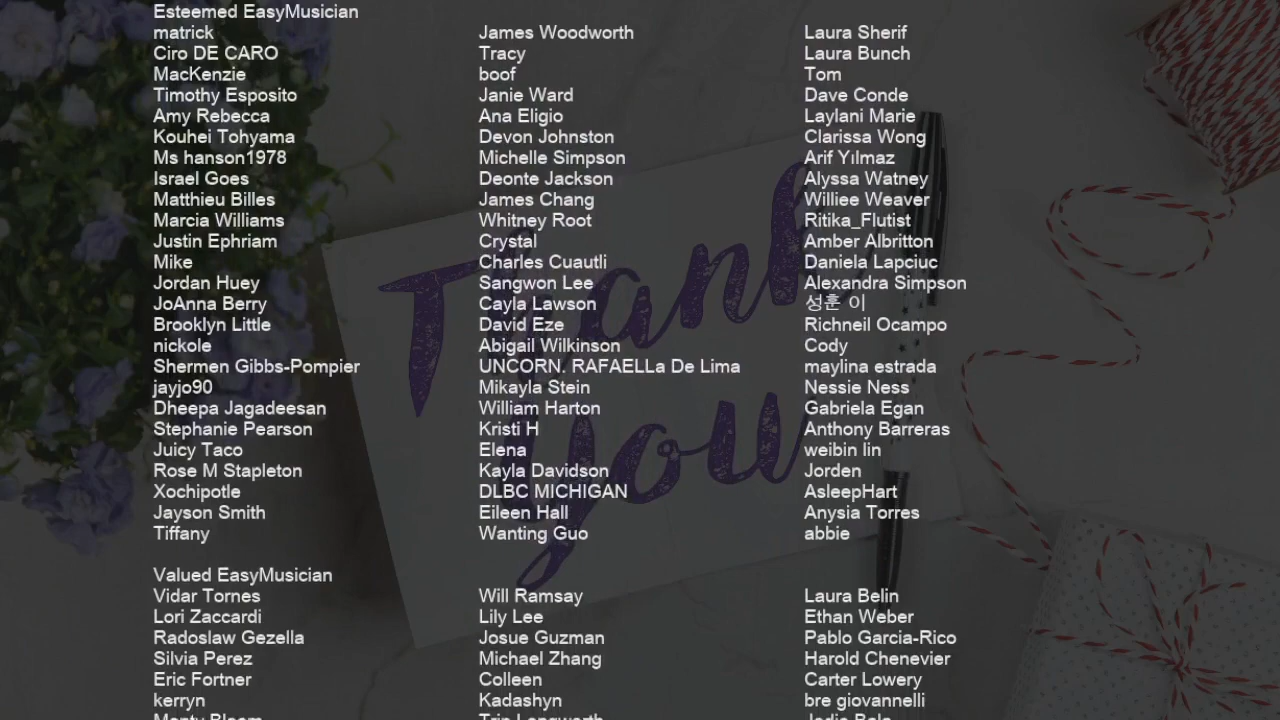 Esteemed EasyMusician
matrick James Woodworth Laura Sherif
Ciro DE CARO Tracy Laura Bunch
MacKenzie boof Tom
Timothy Esposito Janie Ward Dave Conde
Amy Rebecca Ana Eligio Laylani Marie
Kouhei Tohyama Devon Johnston Clarissa Wong
Ms hanson1978 Michelle Simpson Arif Yılmaz
Israel Goes Deonte Jackson Alyssa Watney
Matthieu Billes James Chang Williee Weaver
Marcia Williams Whitney Root Ritika_Flutist
Justin Ephriam Crystal Amber Albritton
Mike Charles Cuautli Daniela Lapciuc
Jordan Huey Sangwon Lee Alexandra Simpson
JoAnna Berry Cayla Lawson 성훈 이
Brooklyn Little David Eze Richneil Ocampo
nickole Abigail Wilkinson Cody
Shermen Gibbs-Pompier UNCORN. RAFAELLa De Lima maylina estrada
jayjo90 Mikayla Stein Nessie Ness
Dheepa Jagadeesan William Harton Gabriela Egan
Stephanie Pearson Kristi H Anthony Barreras
Juicy Taco Elena weibin lin
Rose M Stapleton Kayla Davidson Jorden
Xochipotle DLBC MICHIGAN AsleepHart
Jayson Smith Eileen Hall Anysia Torres
Tiffany Wanting Guo abbie
Valued EasyMusician
Vidar Tornes Will Ramsay Laura Belin
Lori Zaccardi Lily Lee Ethan Weber
Radoslaw Gezella Josue Guzman Pablo Garcia-Rico
Silvia Perez Michael Zhang Harold Chenevier
Eric Fortner Colleen Carter Lowery
kerryn Kadashyn bre giovannelli
Thank
you